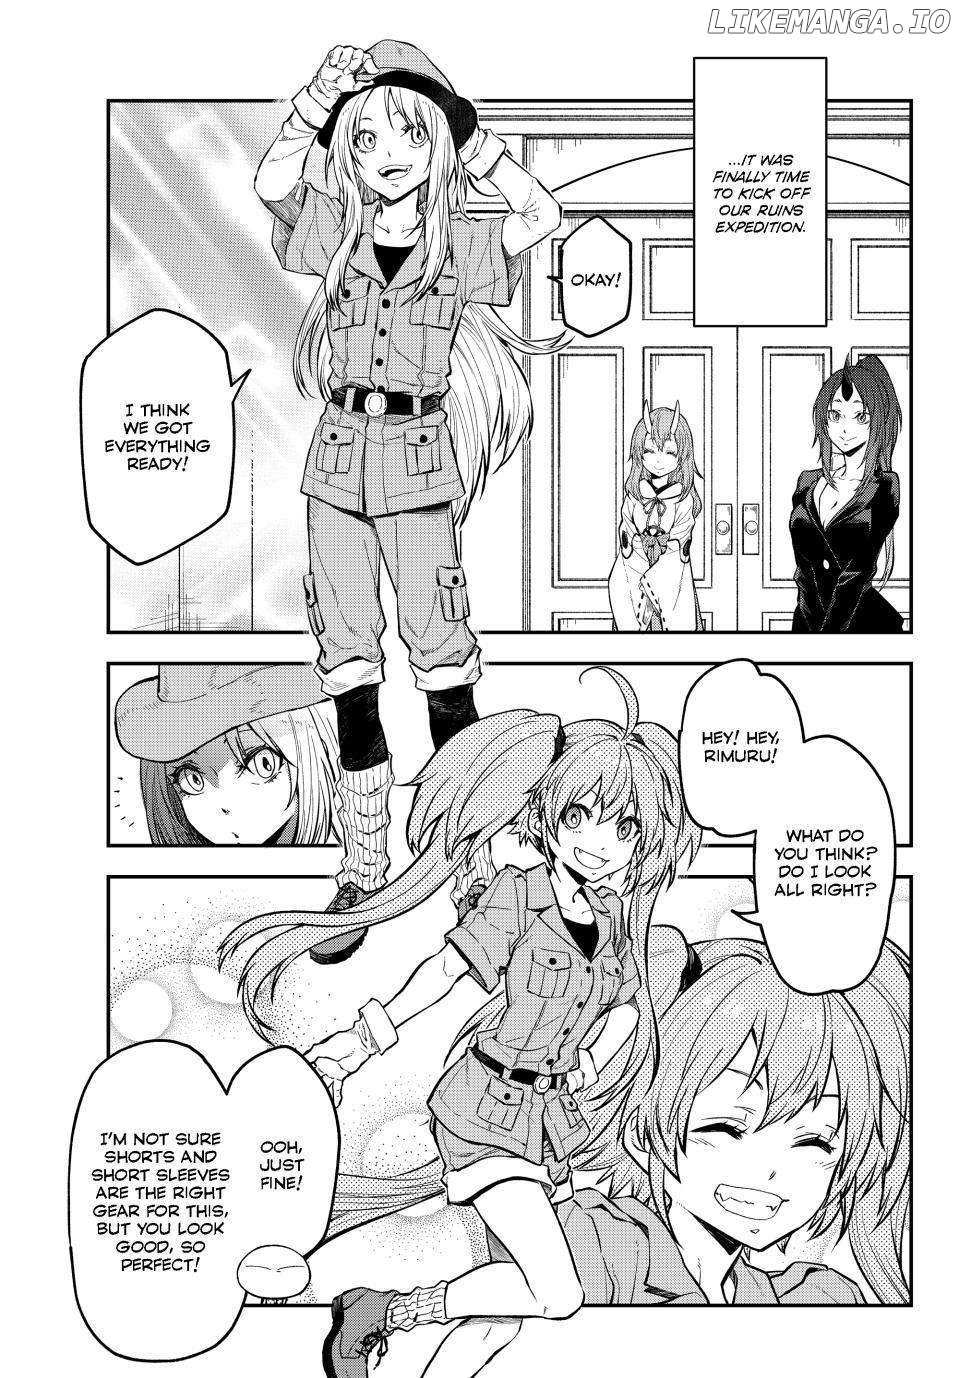 LIKEMANGA.IO
...IT WAS
FINALLY TIME
TO KICK OFF
OUR RUINS
EXPEDITION.
OKAY!
I THINK
WE GOT
EVERYTHING
READY!
HEY! HEY,
RIMURU!
WHAT DO
YOU THINK?
DO I LOOK
ALL RIGHT?
OOH,
JUST
FINE!
I'M NOT SURE
SHORTS AND
SHORT SLEEVES
ARE THE RIGHT
GEAR FOR THIS,
BUT YOU LOOK
GOOD, SO
PERFECT!